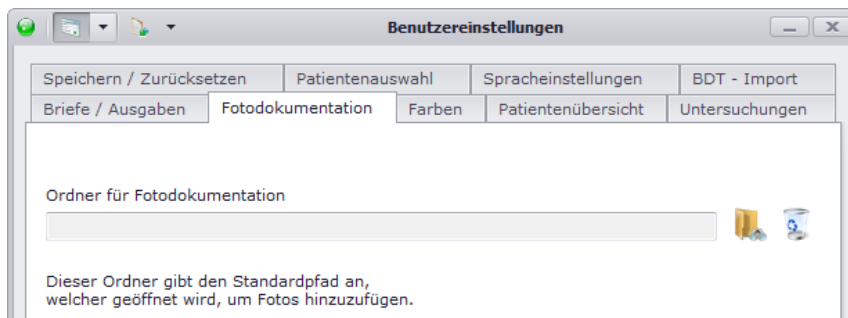 Benutzereinstellungen
Speichern / Zurücksetzen Patientenauswahl Spracheinstellungen BDT - Import
Briefe / Ausgaben Fotodokumentation Farben Patientenübersicht Untersuchungen
Ordner für Fotodokumentation
Dieser Ordner gibt den Standardpfad an,
welcher geöffnet wird, um Fotos hinzuzufügen.